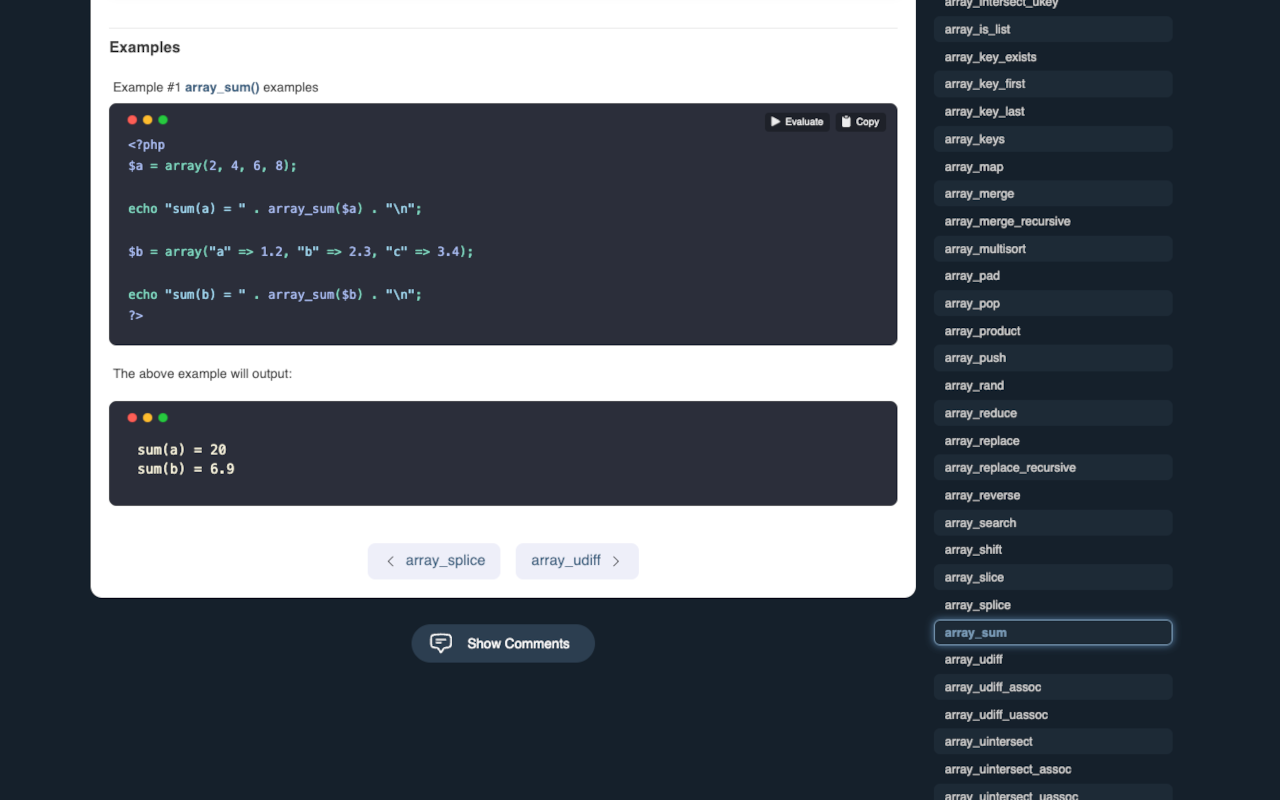 Examples
Example #1 array_sum() examples
Evaluate
Copy
<?php
$a = array(2, 4, 6, 8);
echo "sum(a) = " . array_sum($a) . "\n";
$b = array("a" => 1.2, "b" => 2.3, "c" => 3.4);
echo "sum(b) = " . array_sum($b) . "\n";
?>
The above example will output:
sum(a) = 20
sum(b) = 6.9
array_splice
array_udiff
Show Comments
array_intersect_ukey
array_is_list
array_key_exists
array_key_first
array_key_last
array_keys
array_map
array_merge
array_merge_recursive
array_multisort
array_pad
array_pop
array_product
array_push
array_rand
array_reduce
array_replace
array_replace_recursive
array_reverse
array_search
array_shift
array_slice
array_splice
array_sum
array_udiff
array_udiff_assoc
array_udiff_uassoc
array_uintersect
array_uintersect_assoc
array_uintersect_uassoc